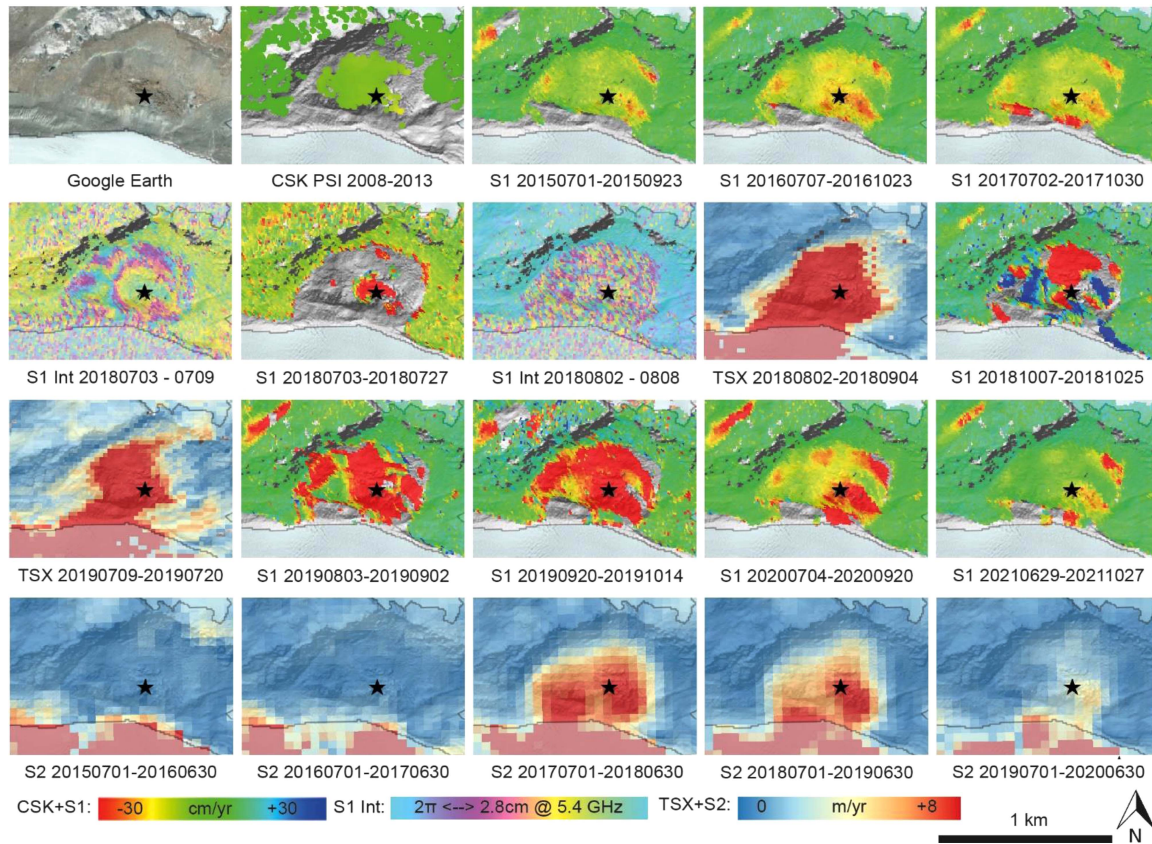 Google Earth
CSK PSI 2008-2013
S1 20150701-20150923
S1 20160707-20161023
S1 20170702-20171030
S1 Int 20180703 - 0709
S1 20180703-20180727
S1 Int 20180802 - 0808
TSX 20180802-20180904
S1 20181007-20181025
TSX 20190709-20190720
S1 20190803-20190902
S1 20190920-20191014
S1 20200704-20200920
S1 20210629-20211027
S2 20150701-20160630
S2 20160701-20170630
S2 20170701-20180630
S2 20180701-20190630
S2 20190701-20200630
CSK+S1: -30 cm/yr +30
S1 Int: 2π <--> 2.8cm @ 5.4 GHz
TSX+S2: 0 m/yr +8
1 km
N